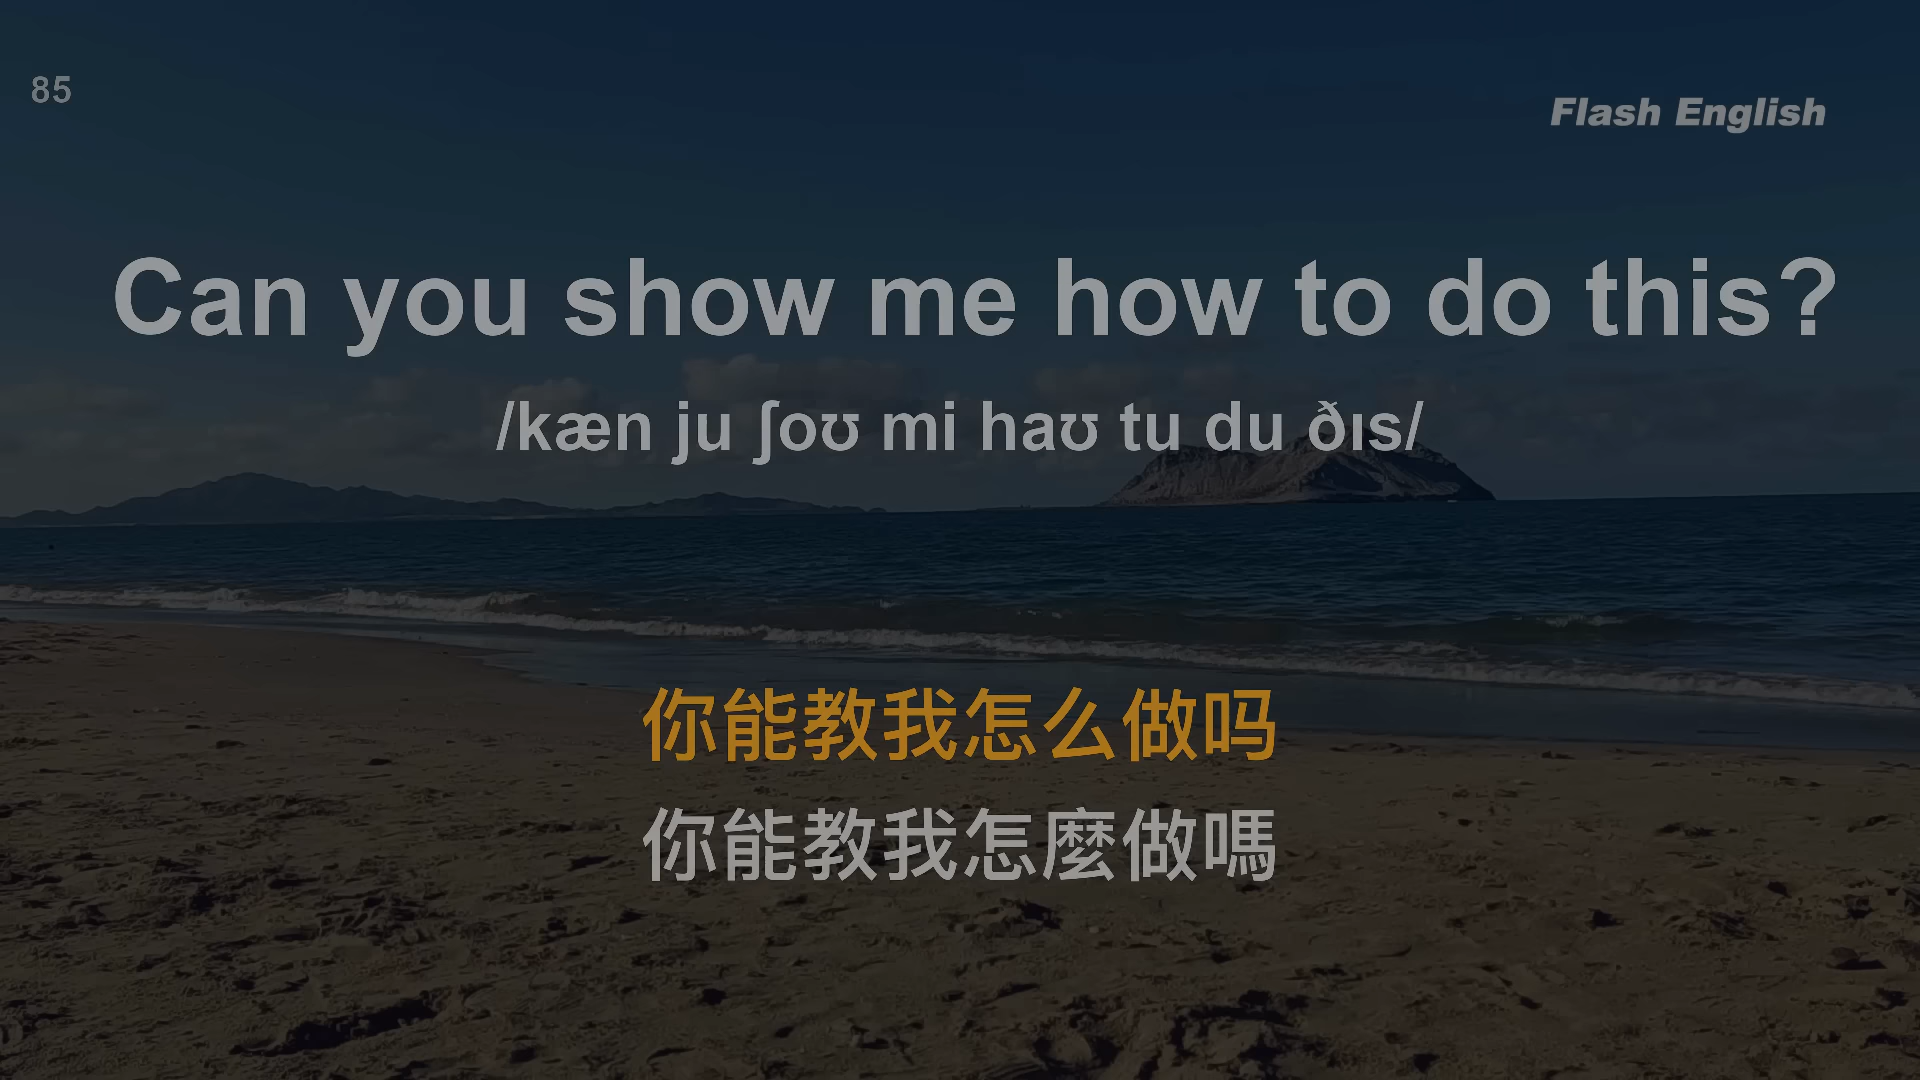 85
Flash English
Can you show me how to do this?
/kæn ju ʃoʊ mi haʊ tu du ðɪs/
你能教我怎么做吗
你能教我怎麼做嗎